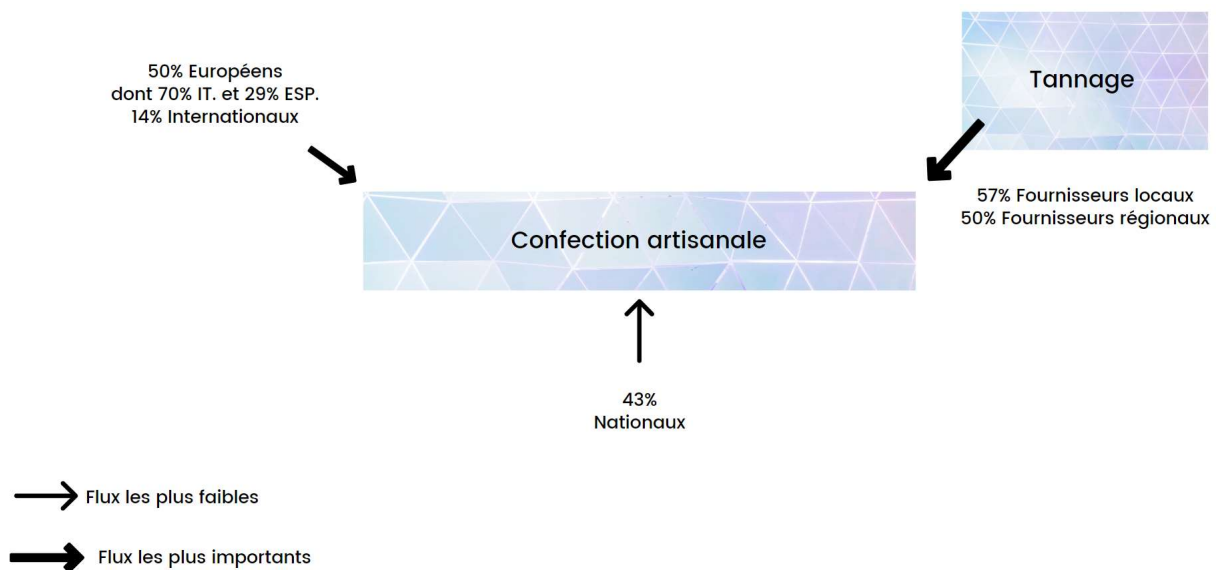 50% Européens
dont 70% IT. et 29% ESP.
14% Internationaux
Tannage
57% Fournisseurs locaux
50% Fournisseurs régionaux
Confection artisanale
43%
Nationaux
Flux les plus faibles
Flux les plus importants